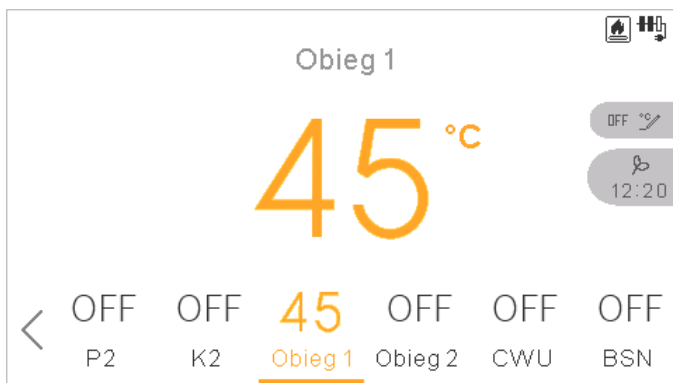 Obieg 1
45 °C
OFF °C
12:20
OFF OFF 45 OFF OFF OFF
P2 K2 Obieg 1 Obieg 2 CWU BSN